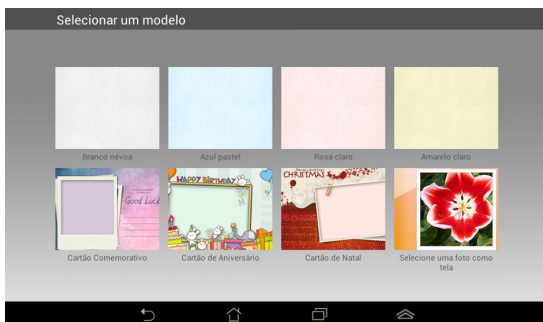 Selecionar um modelo
Branco névoa
Azul pastel
Rosa claro
Amarelo claro
Good Luck
HAPPY BIRTHDAY
CHRISTMAS
Cartão Comemorativo
Cartão de Aniversário
Cartão de Natal
Selecione uma foto como
tela